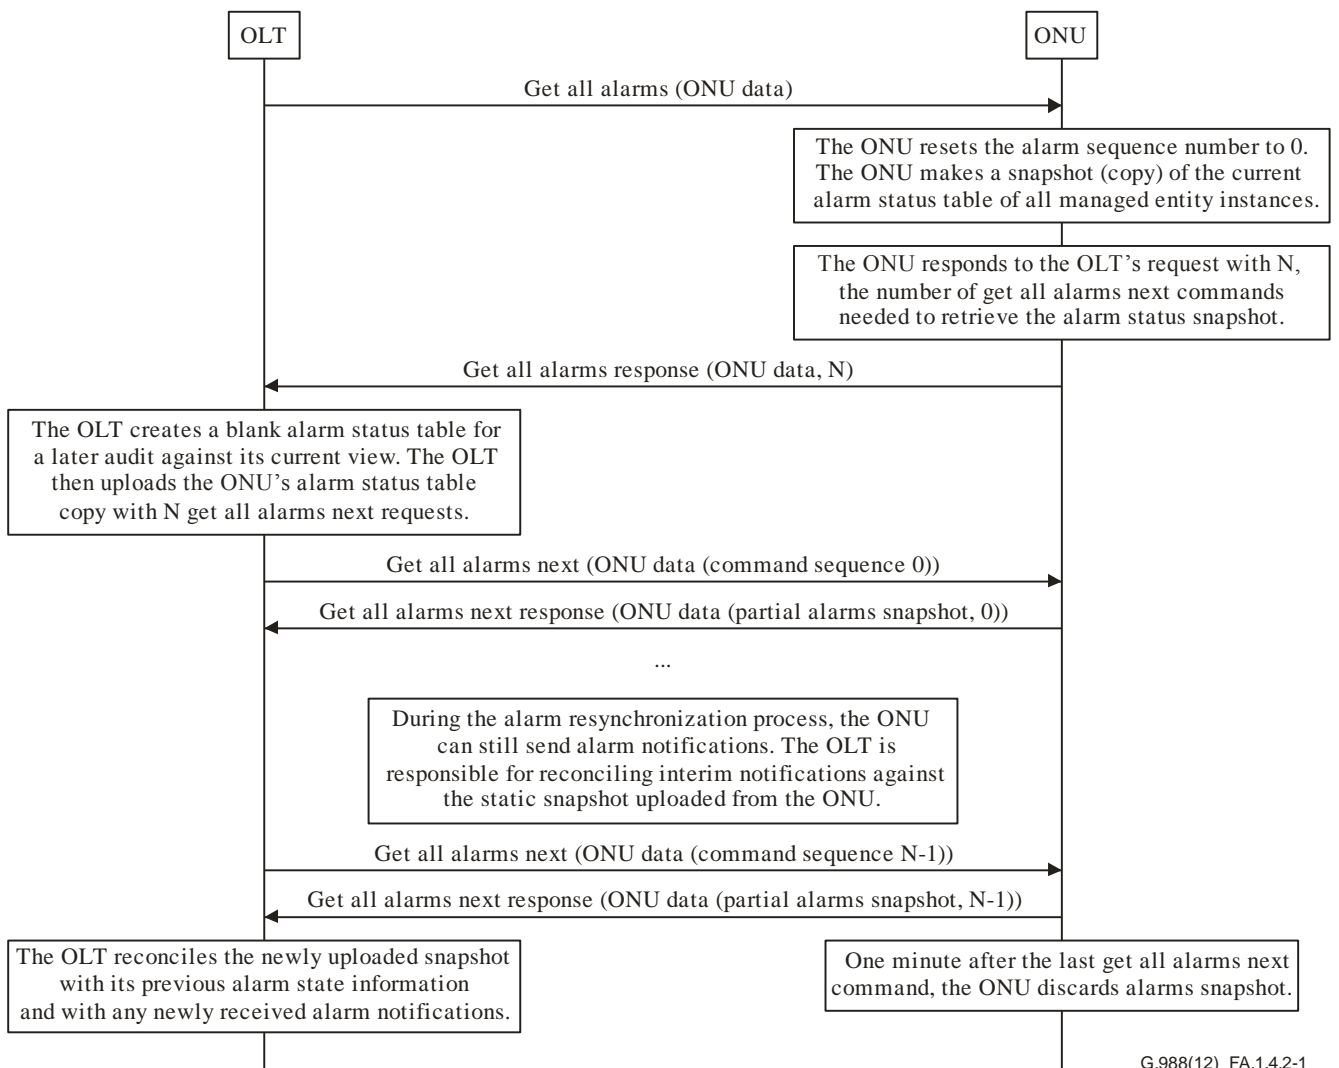 OLT
ONU
Get all alarms (ONU data)
The ONU resets the alarm sequence number to 0.
The ONU makes a snapshot (copy) of the current
alarm status table of all managed entity instances.
The ONU responds to the OLT’s request with N,
the number of get all alarms next commands
needed to retrieve the alarm status snapshot.
Get all alarms response (ONU data, N)
The OLT creates a blank alarm status table for
a later audit against its current view. The OLT
then uploads the ONU’s alarm status table
copy with N get all alarms next requests.
Get all alarms next (ONU data (command sequence 0))
Get all alarms next response (ONU data (partial alarms snapshot, 0))
...
During the alarm resynchronization process, the ONU
can still send alarm notifications. The OLT is
responsible for reconciling interim notifications against
the static snapshot uploaded from the ONU.
Get all alarms next (ONU data (command sequence N-1))
Get all alarms next response (ONU data (partial alarms snapshot, N-1))
The OLT reconciles the newly uploaded snapshot
with its previous alarm state information
and with any newly received alarm notifications.
One minute after the last get all alarms next
command, the ONU discards alarms snapshot.
G.988(12)_FA.1.4.2-1